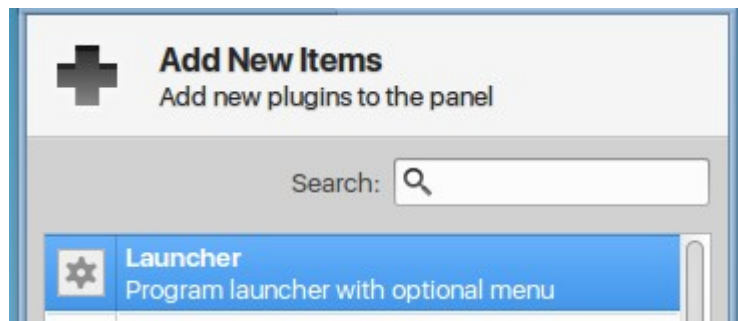 Add New Items
Add new plugins to the panel
Search:
Launcher
Program launcher with optional menu